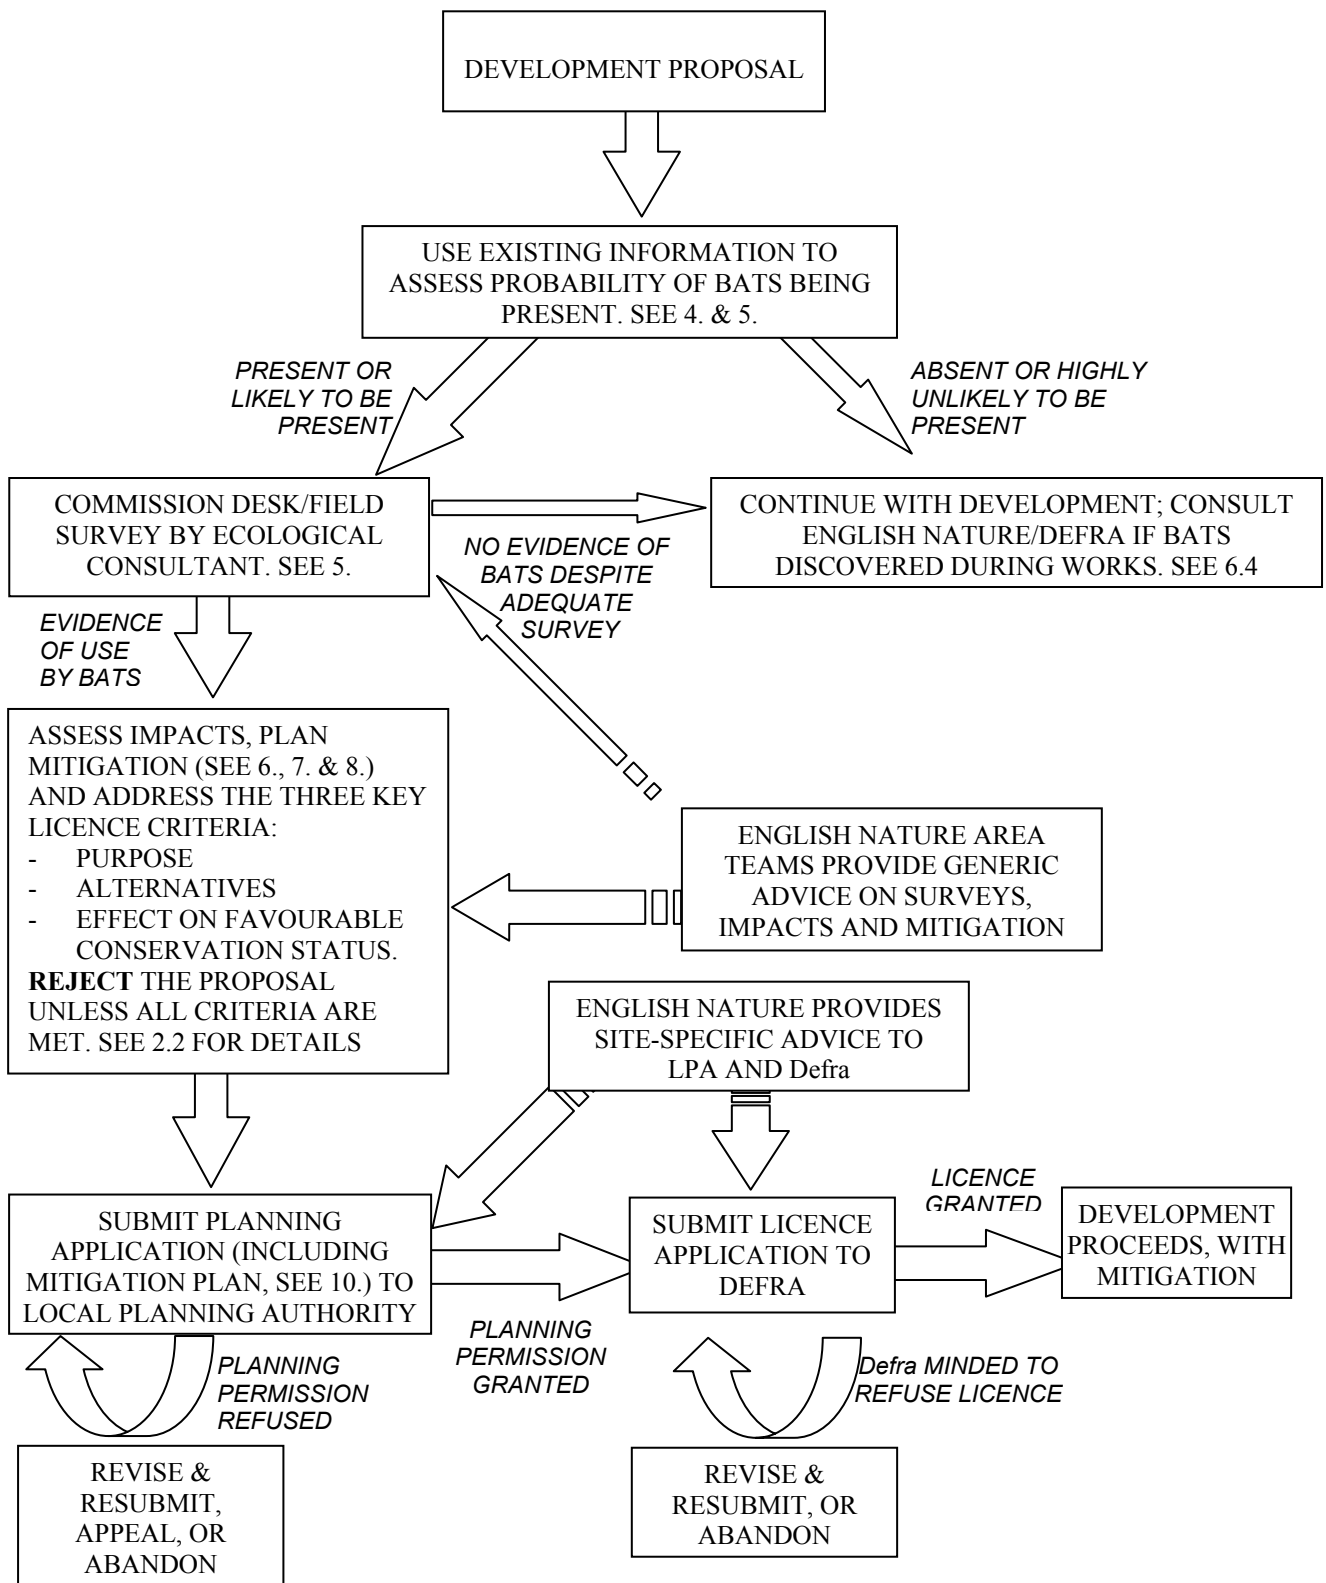 DEVELOPMENT PROPOSAL
USE EXISTING INFORMATION TO
ASSESS PROBABILITY OF BATS BEING
PRESENT. SEE 4. & 5.
PRESENT OR
LIKELY TO BE
PRESENT
ABSENT OR HIGHLY
UNLIKELY TO BE
PRESENT
COMMISSION DESK/FIELD
SURVEY BY ECOLOGICAL
CONSULTANT. SEE 5.
CONTINUE WITH DEVELOPMENT; CONSULT
ENGLISH NATURE/DEFRA IF BATS
DISCOVERED DURING WORKS. SEE 6.4
NO EVIDENCE OF
BATS DESPITE
ADEQUATE
SURVEY
EVIDENCE
OF USE
BY BATS
ASSESS IMPACTS, PLAN
MITIGATION (SEE 6., 7. & 8.)
AND ADDRESS THE THREE KEY
LICENCE CRITERIA:
- PURPOSE
- ALTERNATIVES
- EFFECT ON FAVOURABLE
CONSERVATION STATUS.
REJECT THE PROPOSAL
UNLESS ALL CRITERIA ARE
MET. SEE 2.2 FOR DETAILS
ENGLISH NATURE AREA
TEAMS PROVIDE GENERIC
ADVICE ON SURVEYS,
IMPACTS AND MITIGATION
ENGLISH NATURE PROVIDES
SITE-SPECIFIC ADVICE TO
LPA AND Defra
SUBMIT PLANNING
APPLICATION (INCLUDING
MITIGATION PLAN, SEE 10.) TO
LOCAL PLANNING AUTHORITY
PLANNING
PERMISSION
GRANTED
SUBMIT LICENCE
APPLICATION TO
DEFRA
LICENCE
GRANTED
DEVELOPMENT
PROCEEDS, WITH
MITIGATION
PLANNING
PERMISSION
REFUSED
Defra MINDED TO
REFUSE LICENCE
REVISE &
RESUBMIT,
APPEAL, OR
ABANDON
REVISE &
RESUBMIT, OR
ABANDON